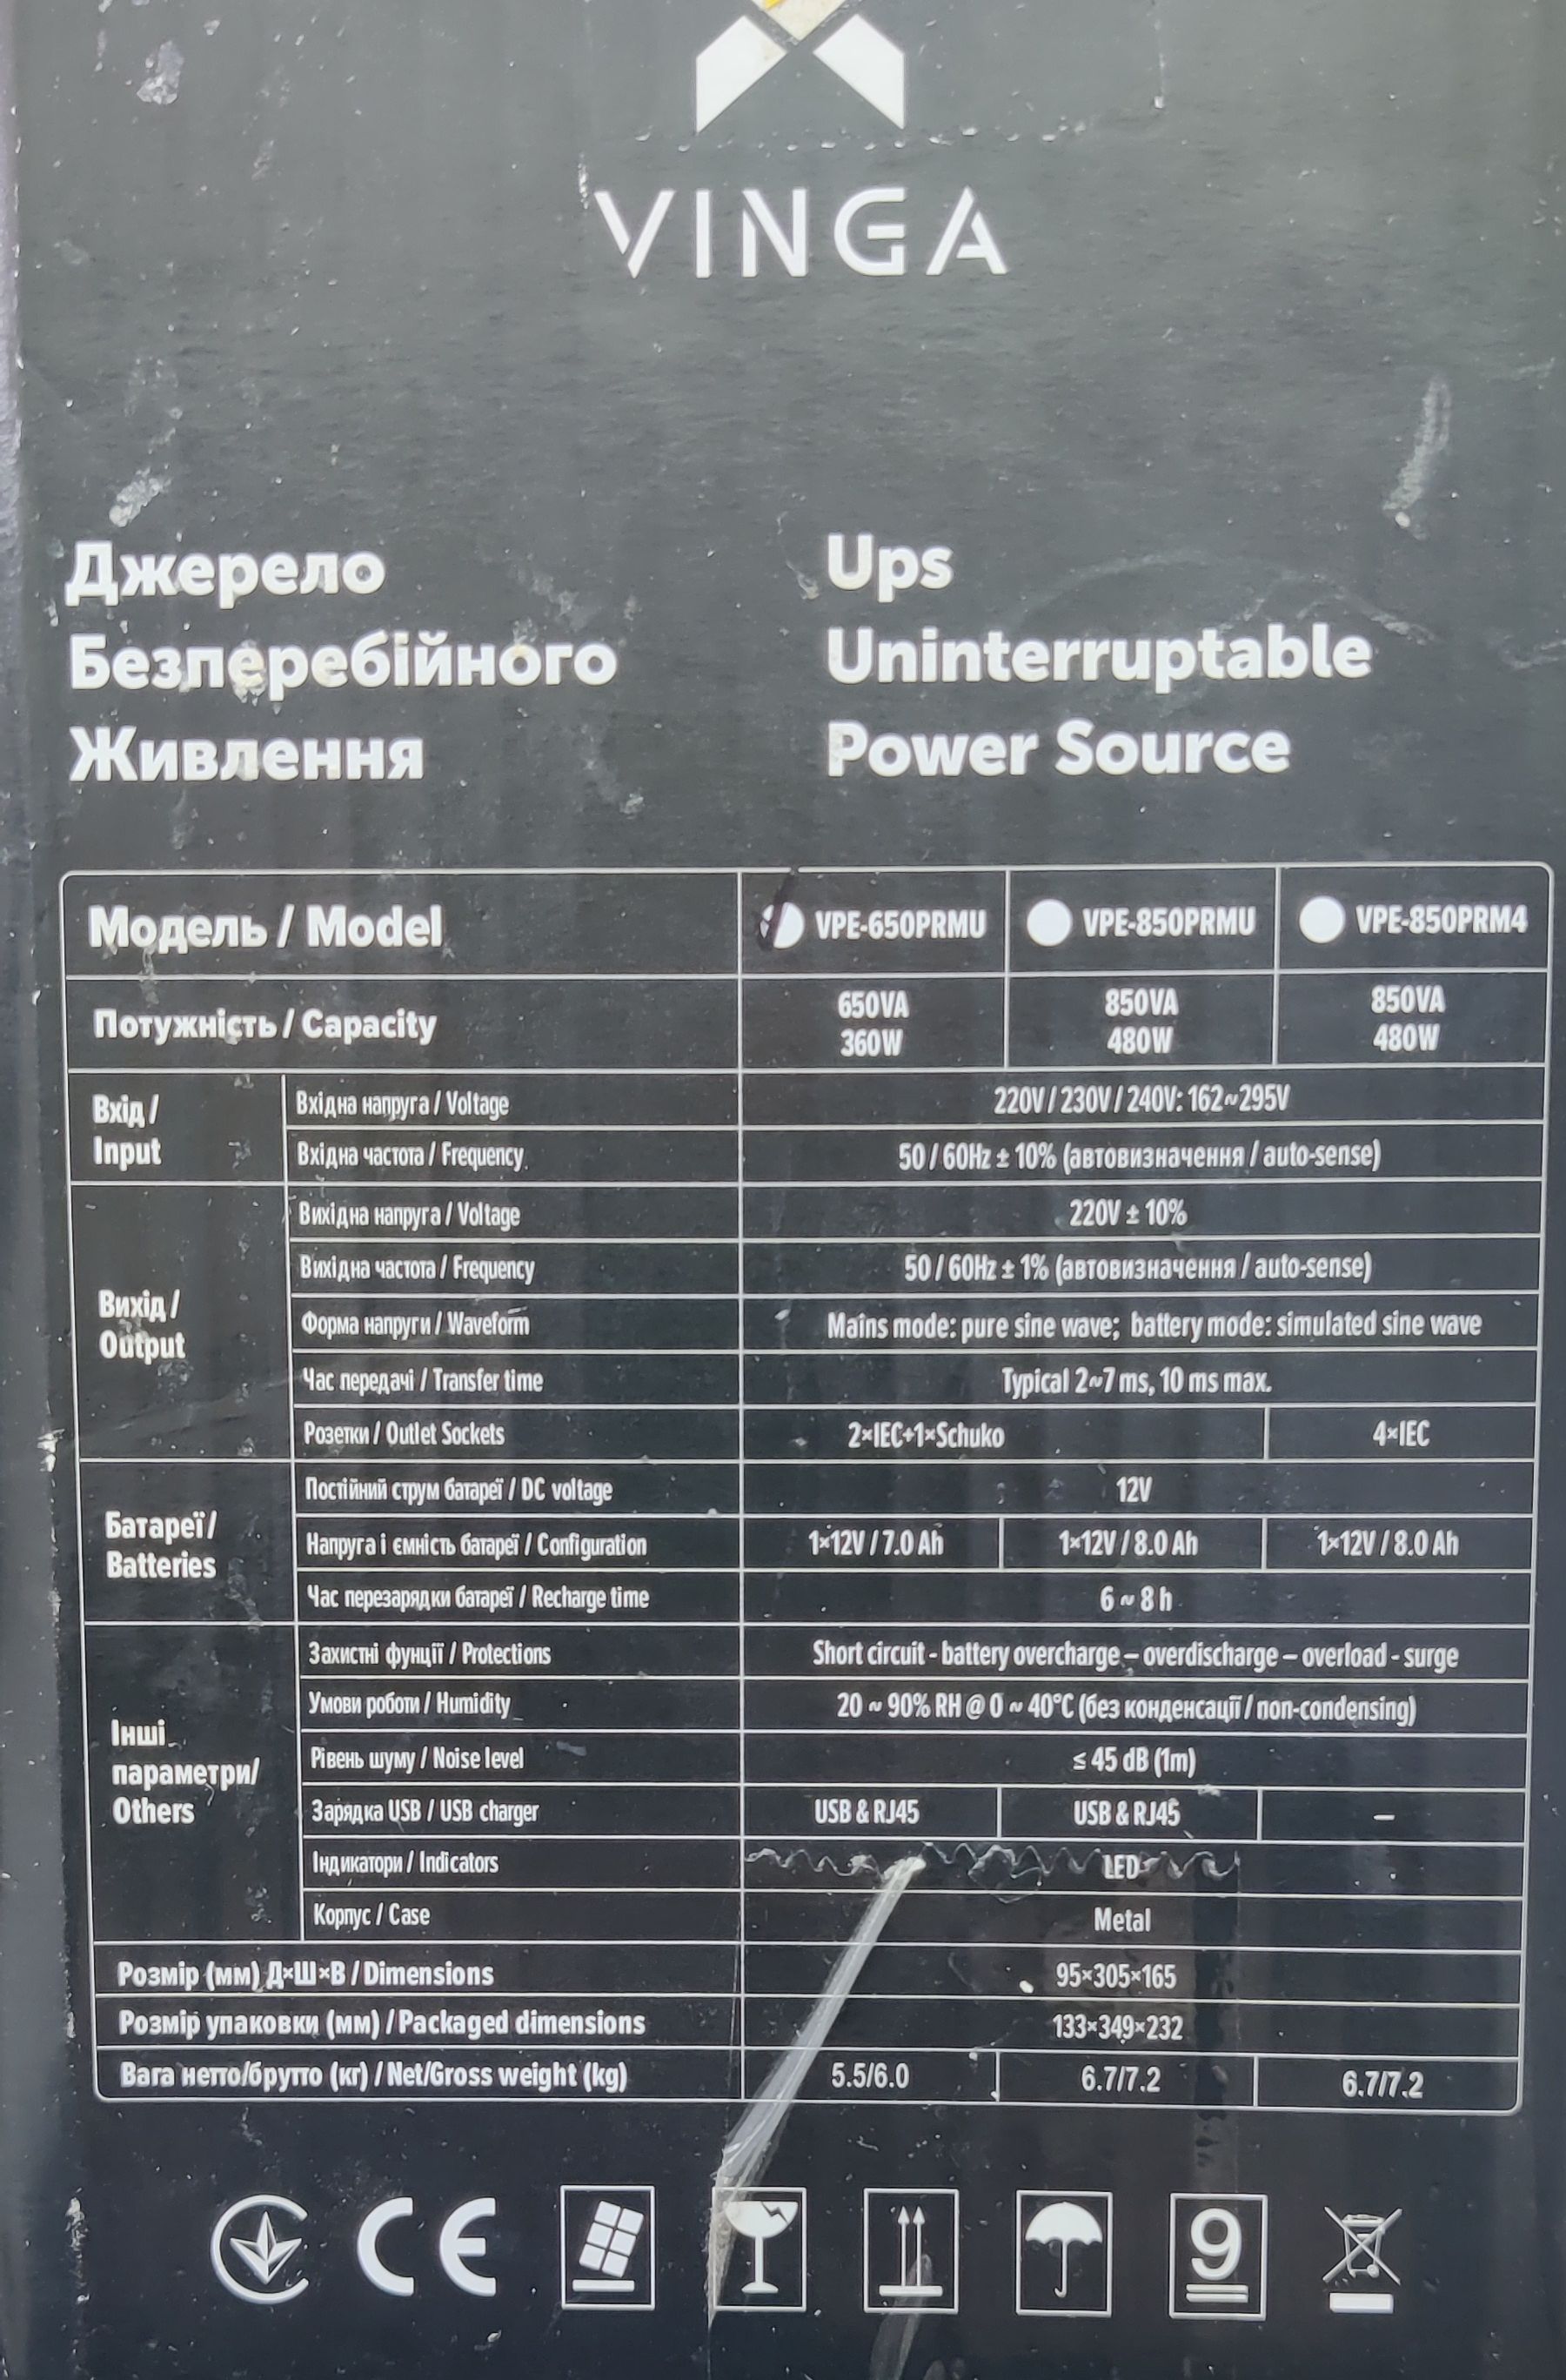 VINGA
Джерело
Безперебійного
Живлення
Ups
Uninterruptable
Power Source
Модель / Model
VPE-650PRMU
VPE-850PRMU
VPE-850PRM4
Потужність / Capacity
650VA
360W
850VA
480W
850VA
480W
Вхід /
Input
Вхідна напруга / Voltage
220V / 230V / 240V: 162~295V
Вхідна частота / Frequency
50 / 60Hz ± 10% (автовизначення / auto-sense)
Вихід /
Output
Вихідна напруга / Voltage
220V ± 10%
Вихідна частота / Frequency
50 / 60Hz ± 1% (автовизначення / auto-sense)
Форма напруги / Waveform
Mains mode: pure sine wave; battery mode: simulated sine wave
Час передачі / Transfer time
Typical 2~7 ms, 10 ms max.
Розетки / Outlet Sockets
2×IEC+1×Schuko
4×IEC
Батареї /
Batteries
Постійний струм батареї / DC voltage
12V
Напруга і ємність батареї / Configuration
1×12V / 7.0 Ah
1×12V / 8.0 Ah
1×12V / 8.0 Ah
Час перезарядки батареї / Recharge time
6 ~ 8 h
Інші
параметри/
Others
Захистні функції / Protections
Short circuit - battery overcharge – overdischarge – overload - surge
Умови роботи / Humidity
20 ~ 90% RH @ 0 ~ 40°C (без конденсації / non-condensing)
Рівень шуму / Noise level
≤ 45 dB (1m)
Зарядка USB / USB charger
USB & RJ45
USB & RJ45
–
Індикатори / Indicators
LED
Корпус / Case
Metal
Розмір (мм) Д×Ш×В / Dimensions
95×305×165
Розмір упаковки (мм) / Packaged dimensions
133×349×232
Вага нетто/брутто (кг) / Net/Gross weight (kg)
5.5/6.0
6.7/7.2
6.7/7.2
CE
9